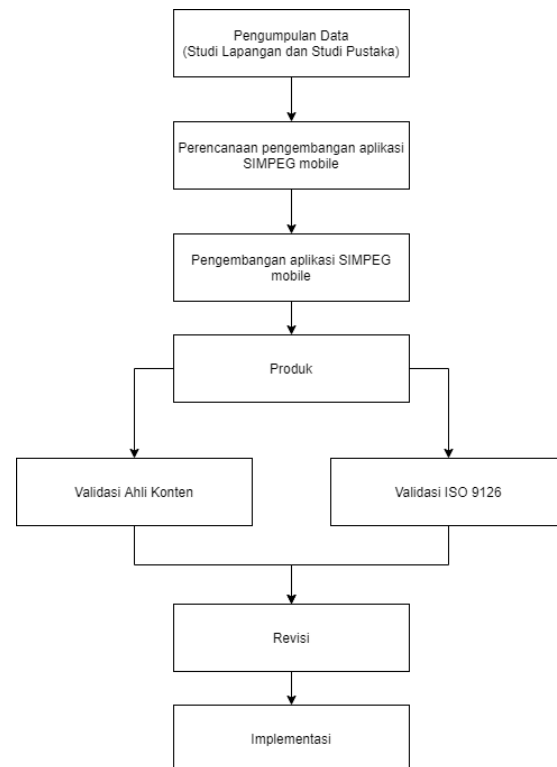 Pengumpulan Data
(Studi Lapangan dan Studi Pustaka)
Perencanaan pengembangan aplikasi
SIMPEG mobile
Pengembangan aplikasi SIMPEG
mobile
Produk
Validasi Ahli Konten
Validasi ISO 9126
Revisi
Implementasi